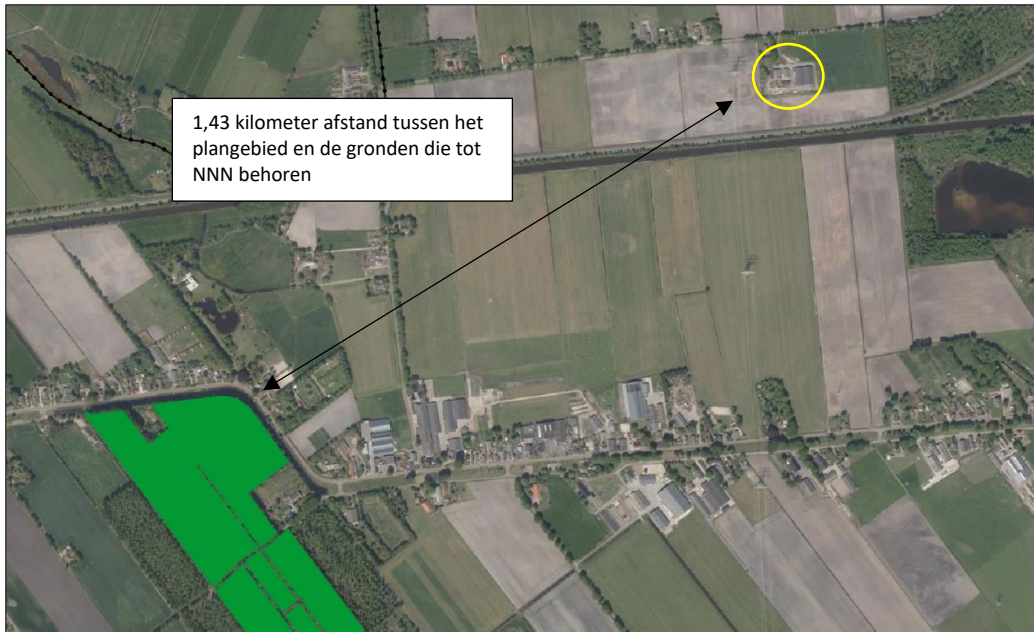 1,43 kilometer afstand tussen het
plangebied en de gronden die tot
NNN behoren